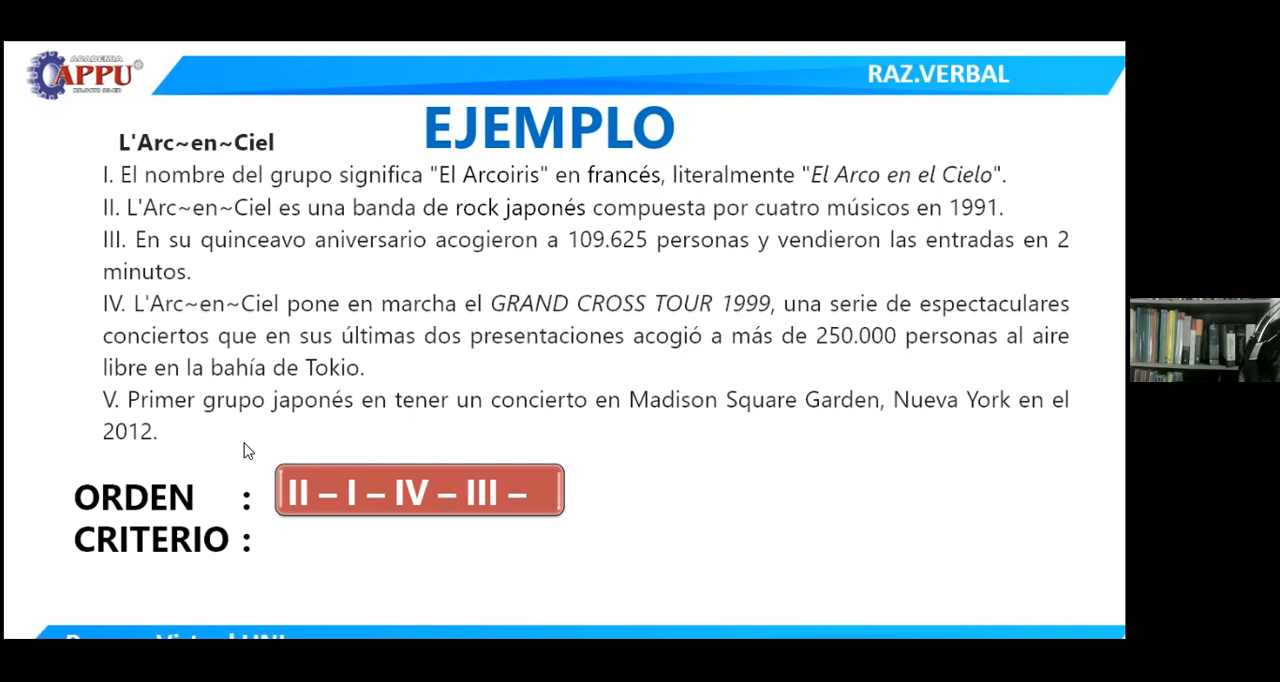 ACADEMIA
APPU
RAZ.VERBAL
EJEMPLO
L'Arc~en~Ciel
I. El nombre del grupo significa "El Arcoiris" en francés, literalmente "El Arco en el Cielo".
II. L'Arc~en~Ciel es una banda de rock japonés compuesta por cuatro músicos en 1991.
III. En su quinceavo aniversario acogieron a 109.625 personas y vendieron las entradas en 2
minutos.
IV. L'Arc~en~Ciel pone en marcha el GRAND CROSS TOUR 1999, una serie de espectaculares
conciertos que en sus últimas dos presentaciones acogió a más de 250.000 personas al aire
libre en la bahía de Tokio.
V. Primer grupo japonés en tener un concierto en Madison Square Garden, Nueva York en el
2012.
ORDEN : II – I – IV – III –
CRITERIO :